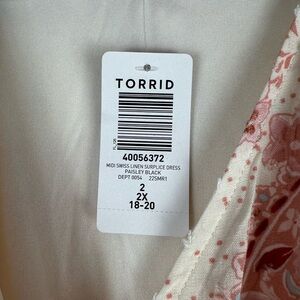 TORRID
40056372
MIDI SWISS LINEN SURPLICE DRESS
PAISLEY BLACK
DEPT 0054 22SMR1
2
2X
18-20